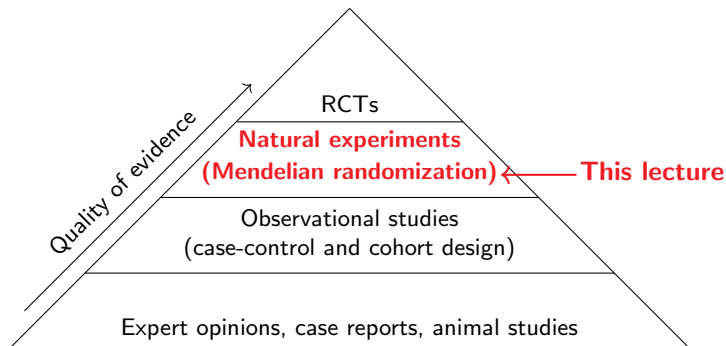 RCTs
Quality of evidence
Natural experiments
(Mendelian randomization)
This lecture
Observational studies
(case-control and cohort design)
Expert opinions, case reports, animal studies